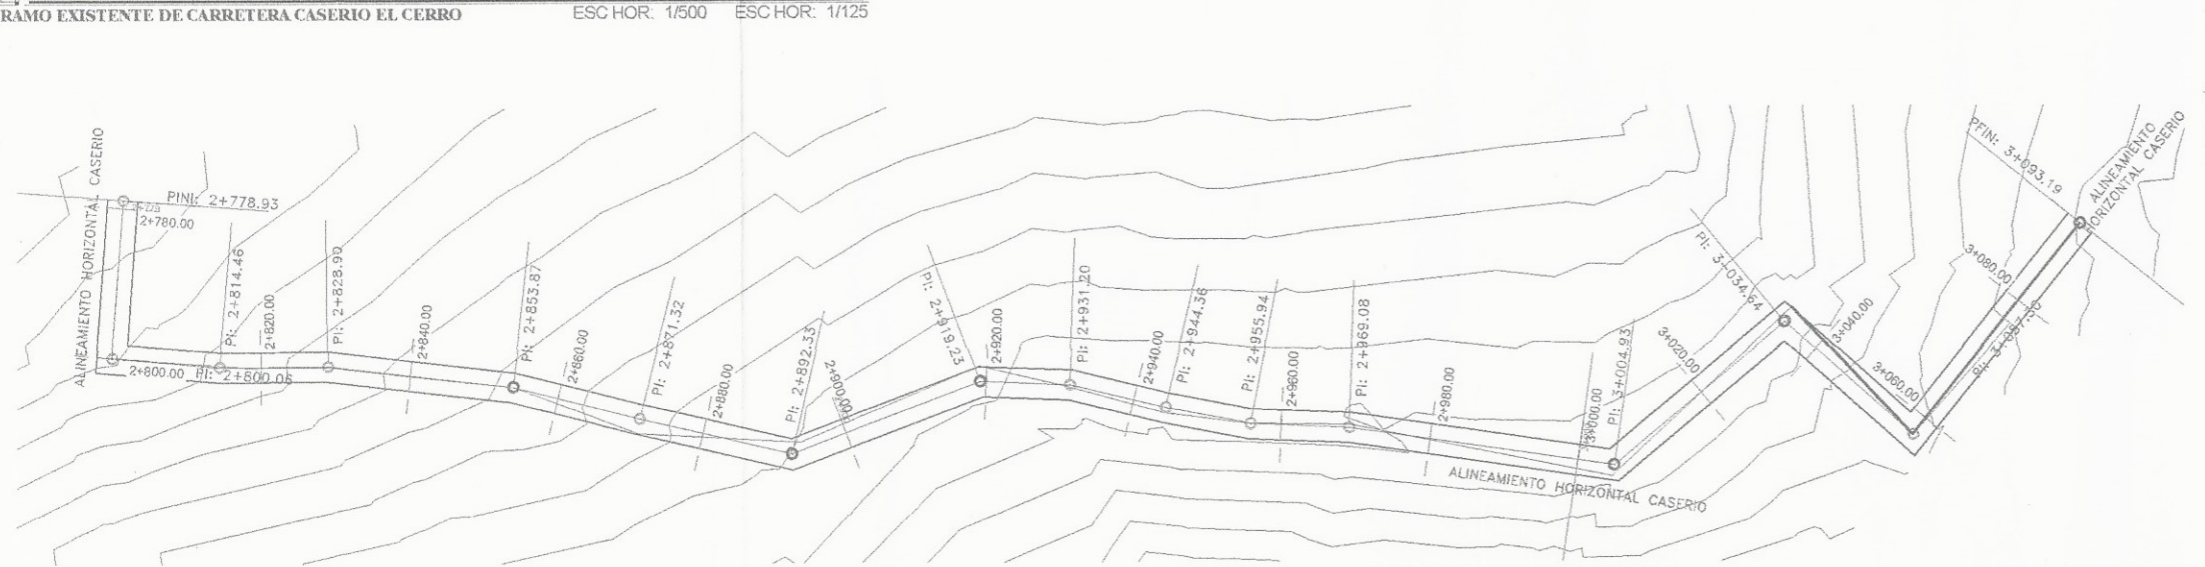 RAMO EXISTENTE DE CARRETERA CASERIO EL CERRO
ESC HOR: 1/500 ESC HOR: 1/125
ALINEAMIENTO HORIZONTAL CASERIO
PINI: 2+778.93
2+780.00
2+800.00
PI: 2+800.05
PI: 2+814.46
2+820.00
PI: 2+828.90
2+840.00
PI: 2+853.87
2+860.00
PI: 2+871.32
2+880.00
PI: 2+892.33
2+900.00
PI: 2+919.23
2+920.00
PI: 2+931.20
2+940.00
PI: 2+944.36
PI: 2+955.94
2+960.00
PI: 2+969.08
2+980.00
ALINEAMIENTO HORIZONTAL CASERIO
3+000.00
PI: 3+004.93
3+020.00
PI: 3+034.64
3+040.00
3+060.00
3+080.00
PFIN: 3+093.19
ALINEAMIENTO
HORIZONTAL CASERIO